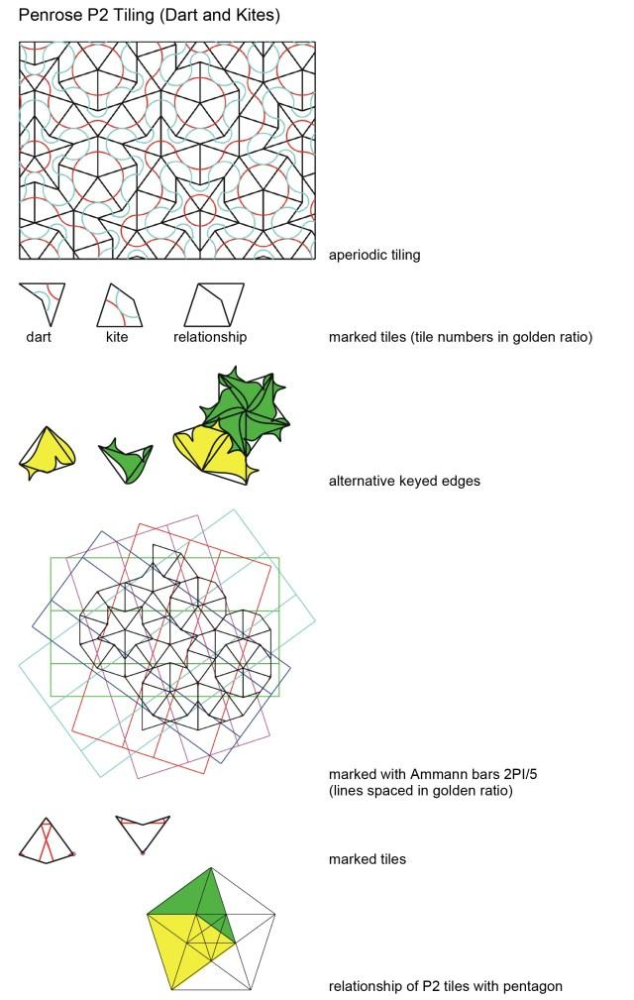 Penrose P2 Tiling (Dart and Kites)
aperiodic tiling
dart kite relationship marked tiles (tile numbers in golden ratio)
alternative keyed edges
marked with Ammann bars 2PI/5
(lines spaced in golden ratio)
marked tiles
relationship of P2 tiles with pentagon